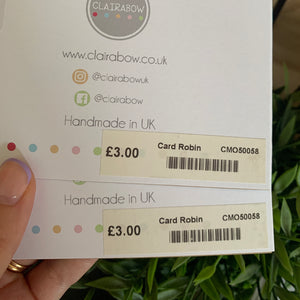 CLAIRABOW
www.clairabow.co.uk
@clairabowuk
@clairabow
Handmade in UK
£3.00 Card Robin CMO50058
Handmade in UK
£3.00 Card Robin CMO50058